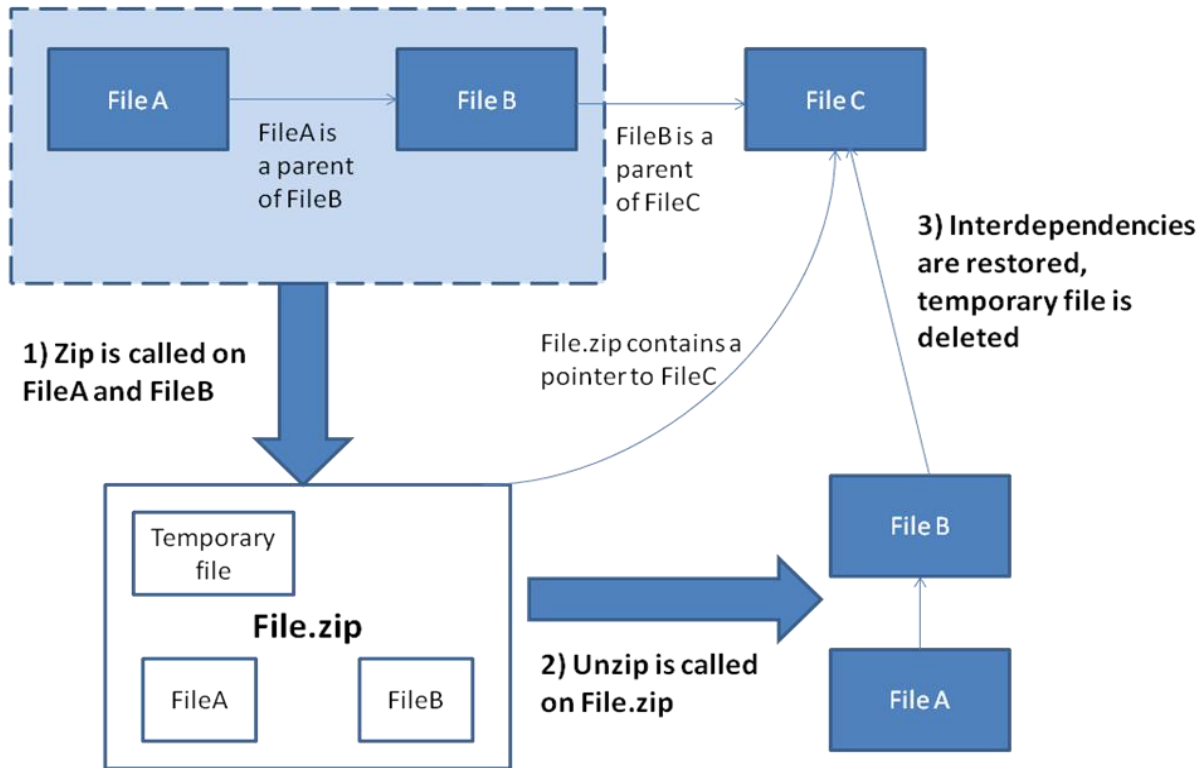 File A
File B
File C
FileA is
a parent
of FileB
FileB is a
parent
of FileC
3) Interdependencies
are restored,
temporary file is
deleted
1) Zip is called on
FileA and FileB
File.zip contains a
pointer to FileC
Temporary
file
File.zip
FileA
FileB
2) Unzip is called
on File.zip
File B
File A